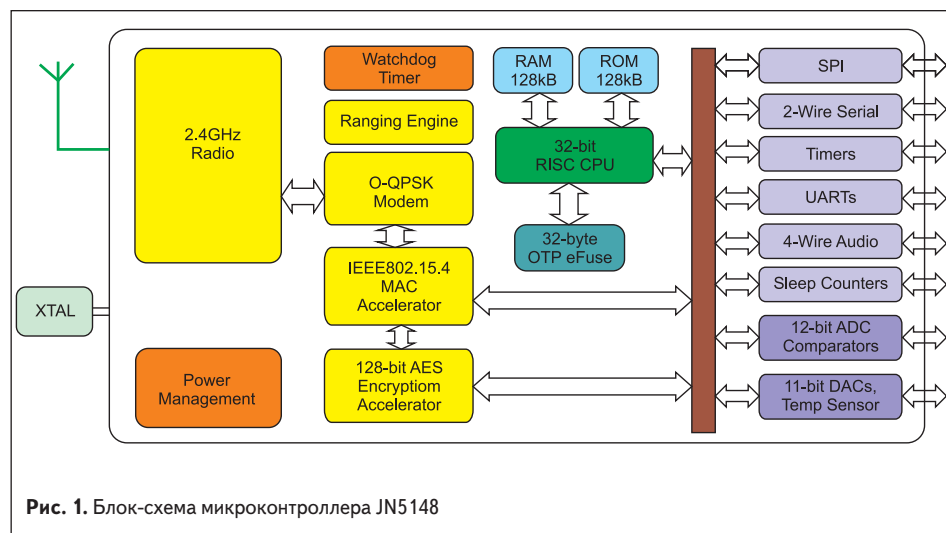 2.4GHz
Radio
XTAL
Power
Management
Watchdog
Timer
Ranging Engine
O-QPSK
Modem
IEEE802.15.4
MAC
Accelerator
128-bit AES
Encryptiom
Accelerator
RAM
128kB
ROM
128kB
32-bit
RISC CPU
32-byte
OTP eFuse
SPI
2-Wire Serial
Timers
UARTs
4-Wire Audio
Sleep Counters
12-bit ADC
Comparators
11-bit DACs,
Temp Sensor
Рис. 1. Блок-схема микроконтроллера JN5148